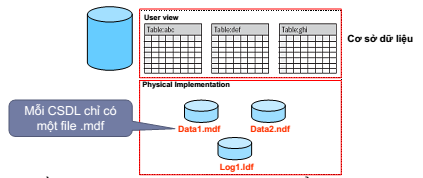 User view
Table:abc
Table:def
Table:ghi
Cơ sở dữ liệu
Physical Implementation
Mỗi CSDL chỉ có
một file .mdf
Data1.mdf
Data2.ndf
Log1.ldf